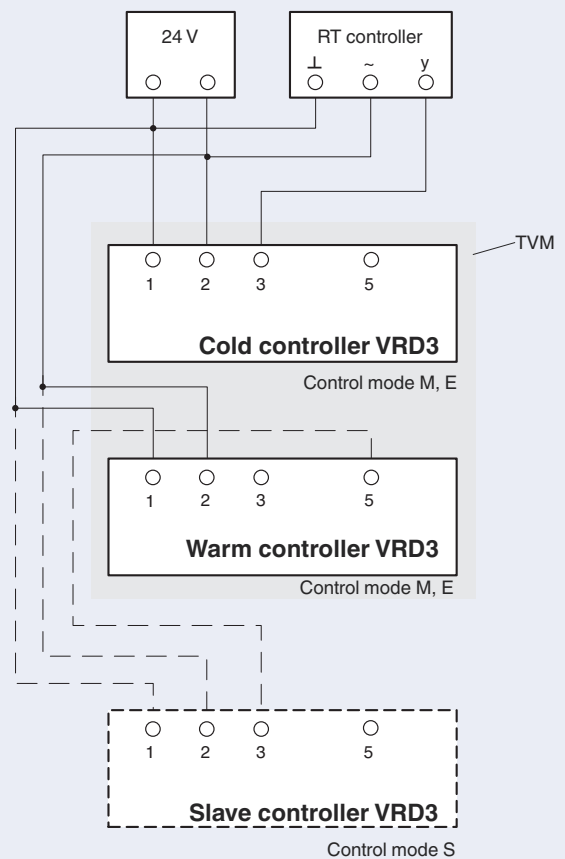 24 V
RT controller
⊥ ~ y
TVM
1 2 3 5
Cold controller VRD3
Control mode M, E
1 2 3 5
Warm controller VRD3
Control mode M, E
1 2 3 5
Slave controller VRD3
Control mode S